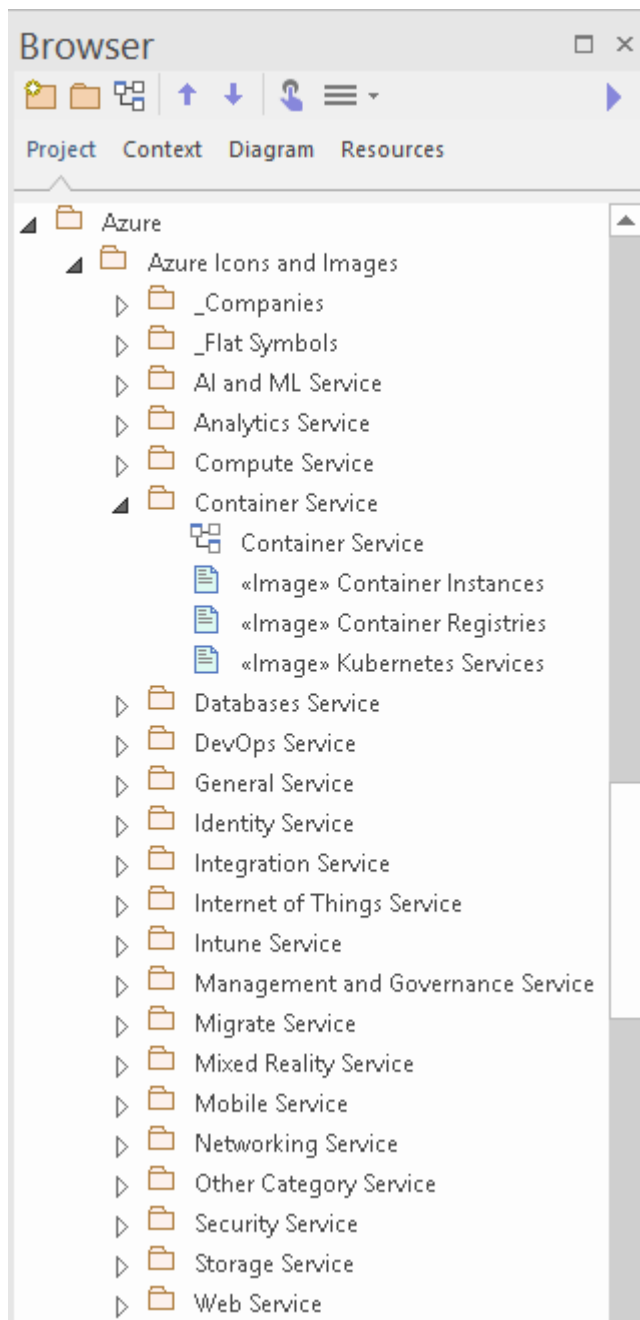 Browser
Project Context Diagram Resources
Azure
Azure Icons and Images
_Companies
_Flat Symbols
AI and ML Service
Analytics Service
Compute Service
Container Service
Container Service
«Image» Container Instances
«Image» Container Registries
«Image» Kubernetes Services
Databases Service
DevOps Service
General Service
Identity Service
Integration Service
Internet of Things Service
Intune Service
Management and Governance Service
Migrate Service
Mixed Reality Service
Mobile Service
Networking Service
Other Category Service
Security Service
Storage Service
Web Service